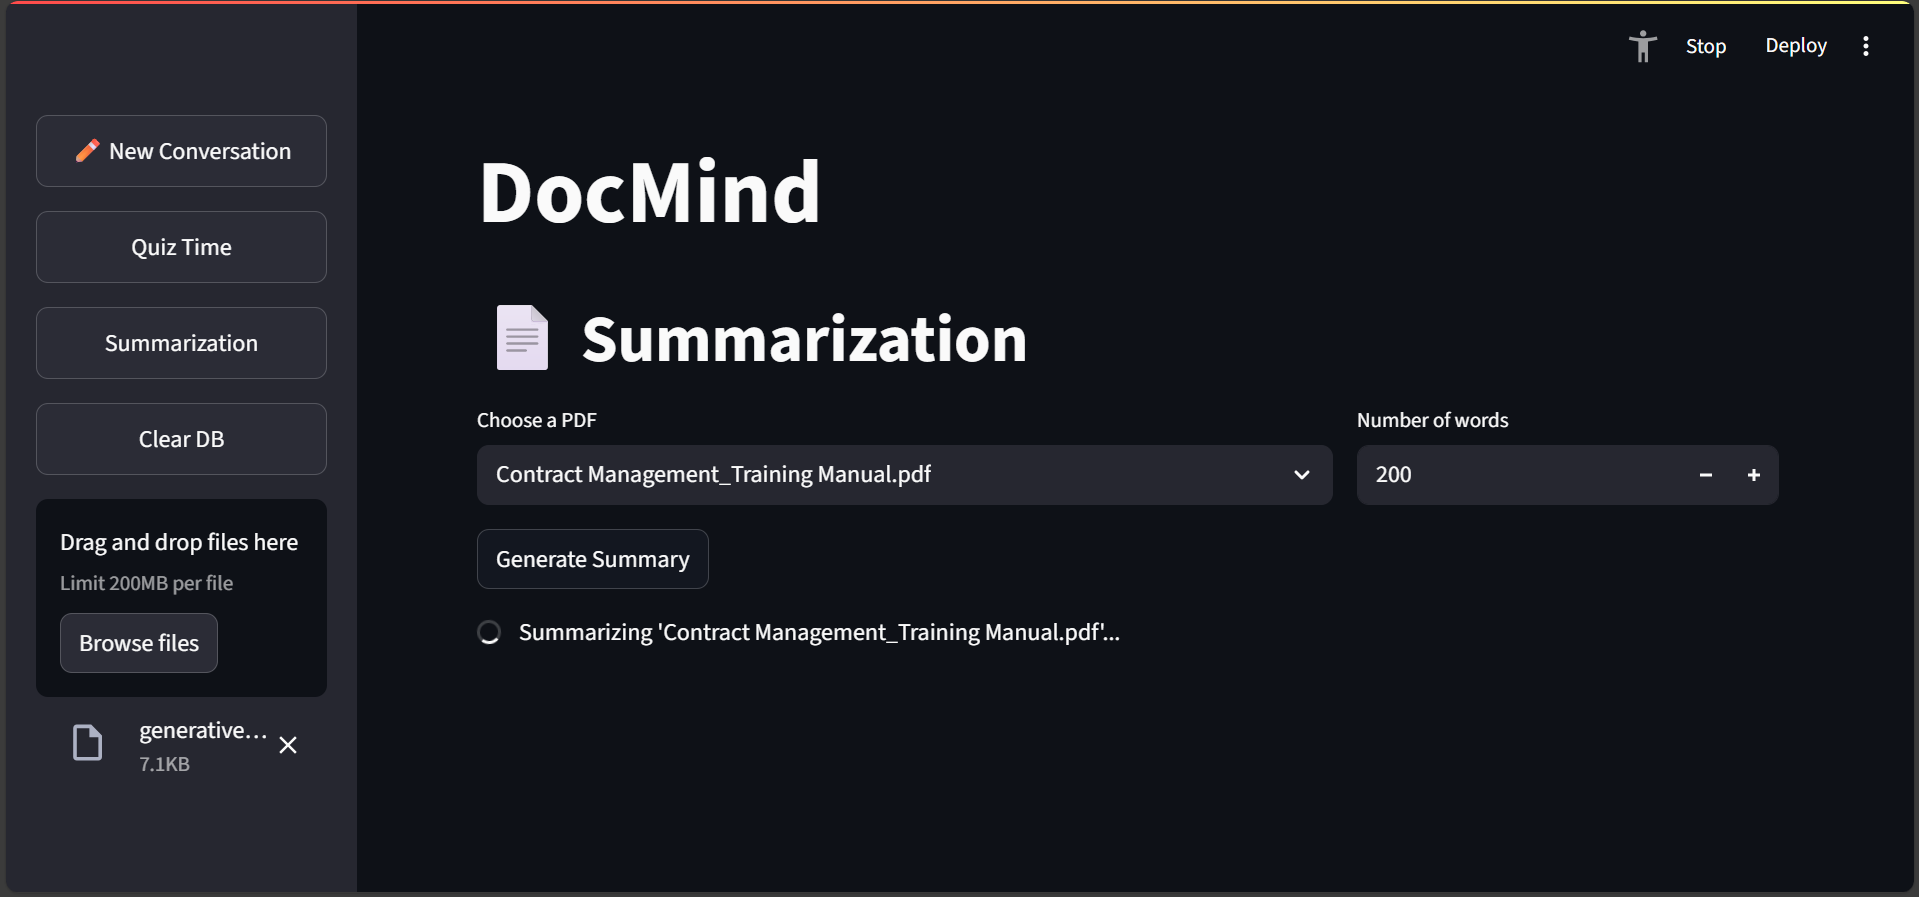 Stop
Deploy
New Conversation
Quiz Time
Summarization
Clear DB
Drag and drop files here
Limit 200MB per file
Browse files
generative...
7.1KB
DocMind
Summarization
Choose a PDF
Contract Management_Training Manual.pdf
Number of words
200
Generate Summary
Summarizing 'Contract Management_Training Manual.pdf'...